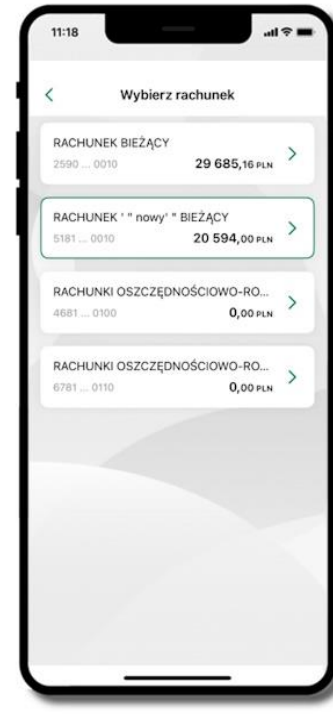 11:18
Wybierz rachunek
RACHUNEK BIEŻĄCY
2590 ... 0010 29 685,16 PLN
RACHUNEK ' " nowy' " BIEŻĄCY
5181 ... 0010 20 594,00 PLN
RACHUNKI OSZCZĘDNOŚCIOWO-RO...
4681 ... 0100 0,00 PLN
RACHUNKI OSZCZĘDNOŚCIOWO-RO...
6781 ... 0110 0,00 PLN